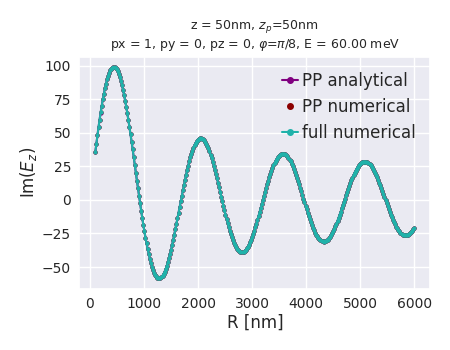 z = 50nm, z_p=50nm
px = 1, py = 0, pz = 0, φ=π/8, E = 60.00 meV
Im(E_z)
100
75
50
25
0
−25
−50
PP analytical
PP numerical
full numerical
0 1000 2000 3000 4000 5000 6000
R [nm]